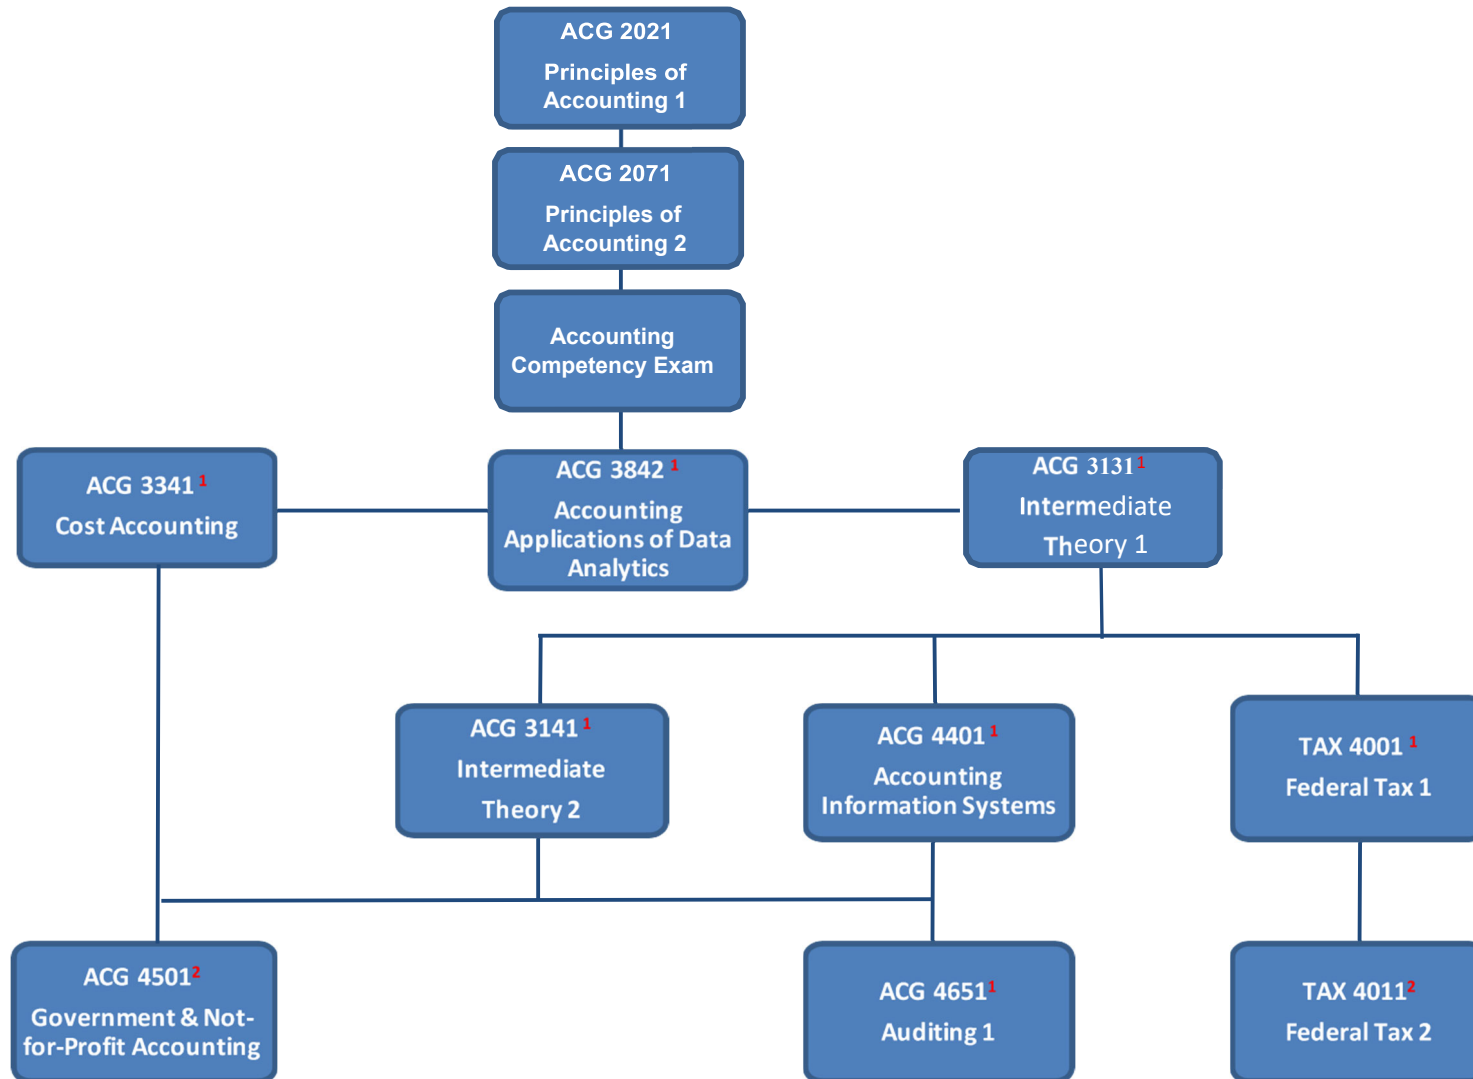 ACG 2021
Principles of
Accounting 1
ACG 2071
Principles of
Accounting 2
Accounting
Competency Exam
ACG 3341 1
Cost Accounting
ACG 3842 1
Accounting
Applications of Data
Analytics
ACG 3131 1
Intermediate
Theory 1
ACG 3141 1
Intermediate
Theory 2
ACG 4401 1
Accounting
Information Systems
TAX 4001 1
Federal Tax 1
ACG 4501 2
Government & Not-
for-Profit Accounting
ACG 4651 1
Auditing 1
TAX 4011 2
Federal Tax 2